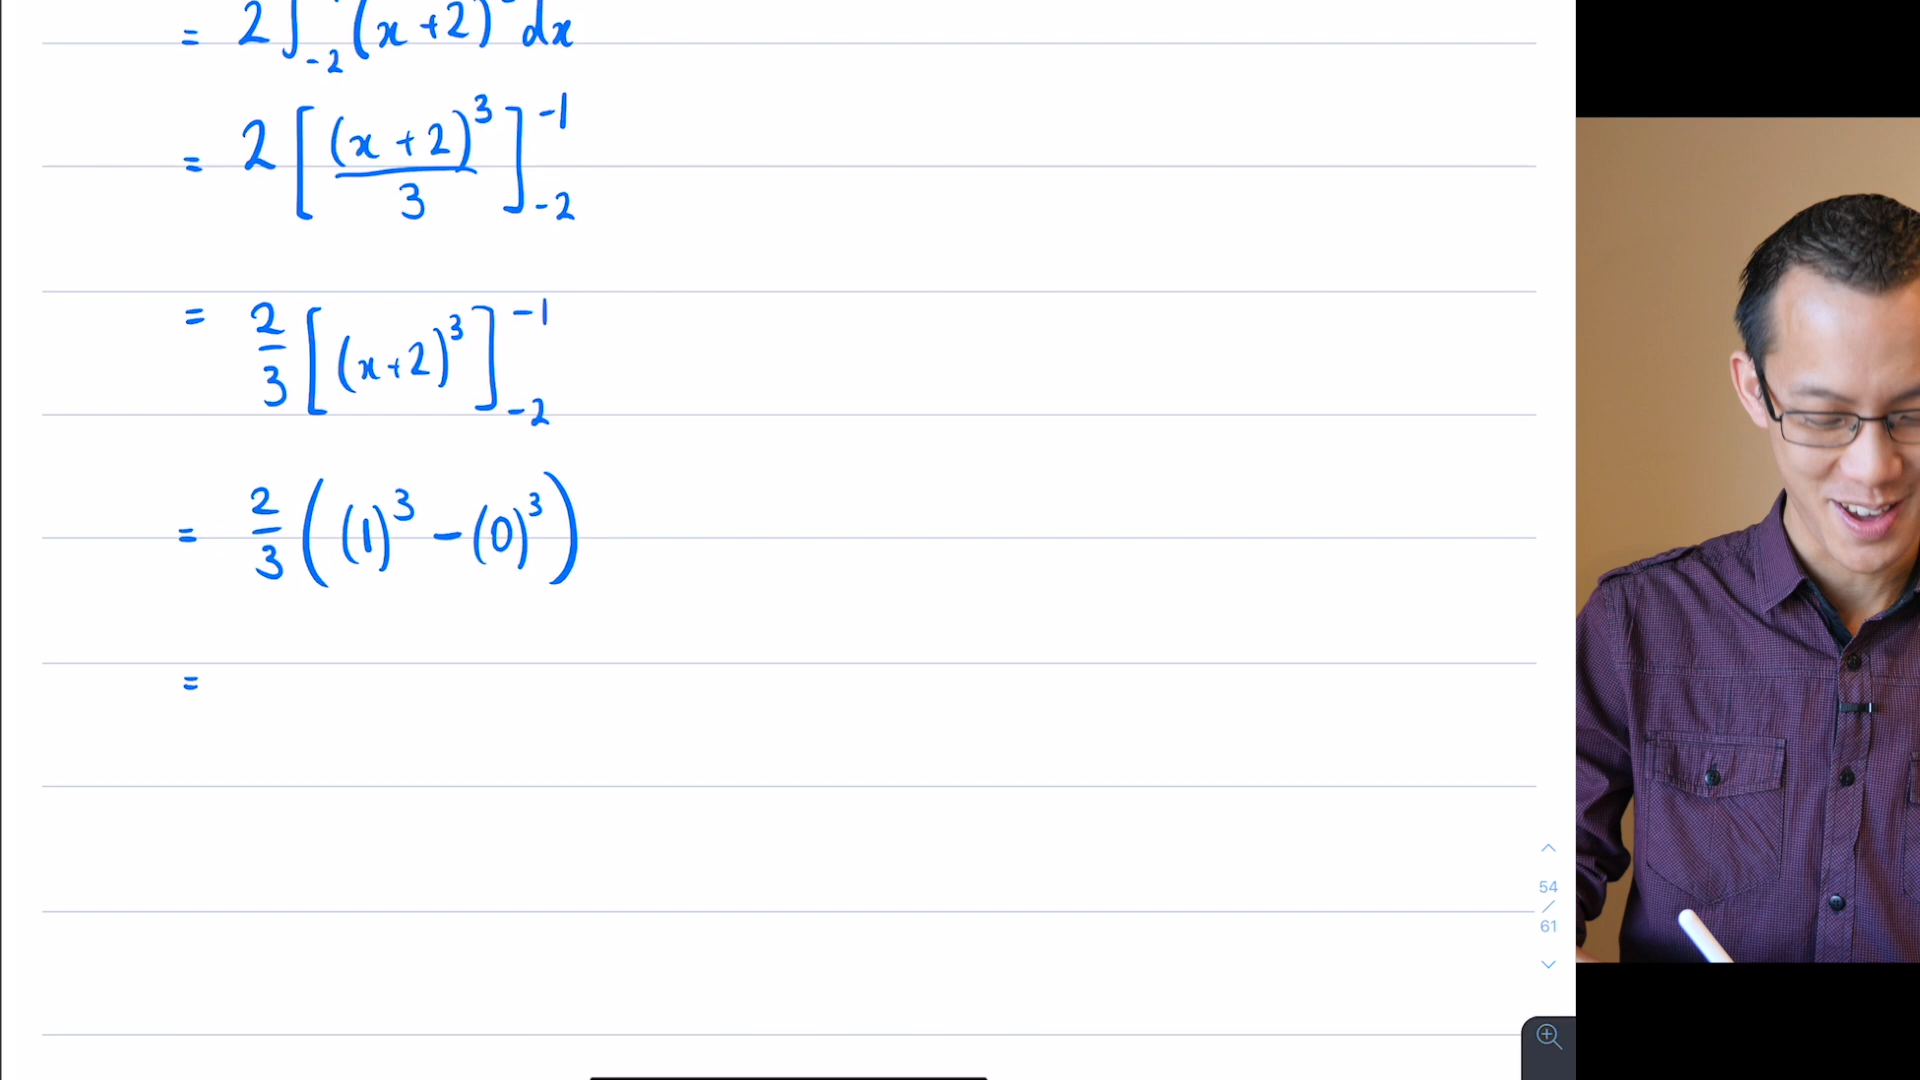 = 2∫₋₂ (x+2) dx
= 2 [ (x+2)³ / 3 ]₋₂⁻¹
= 2/3 [ (x+2)³ ]₋₂⁻¹
= 2/3 ( (1)³ - (0)³ )
=
54
/
61